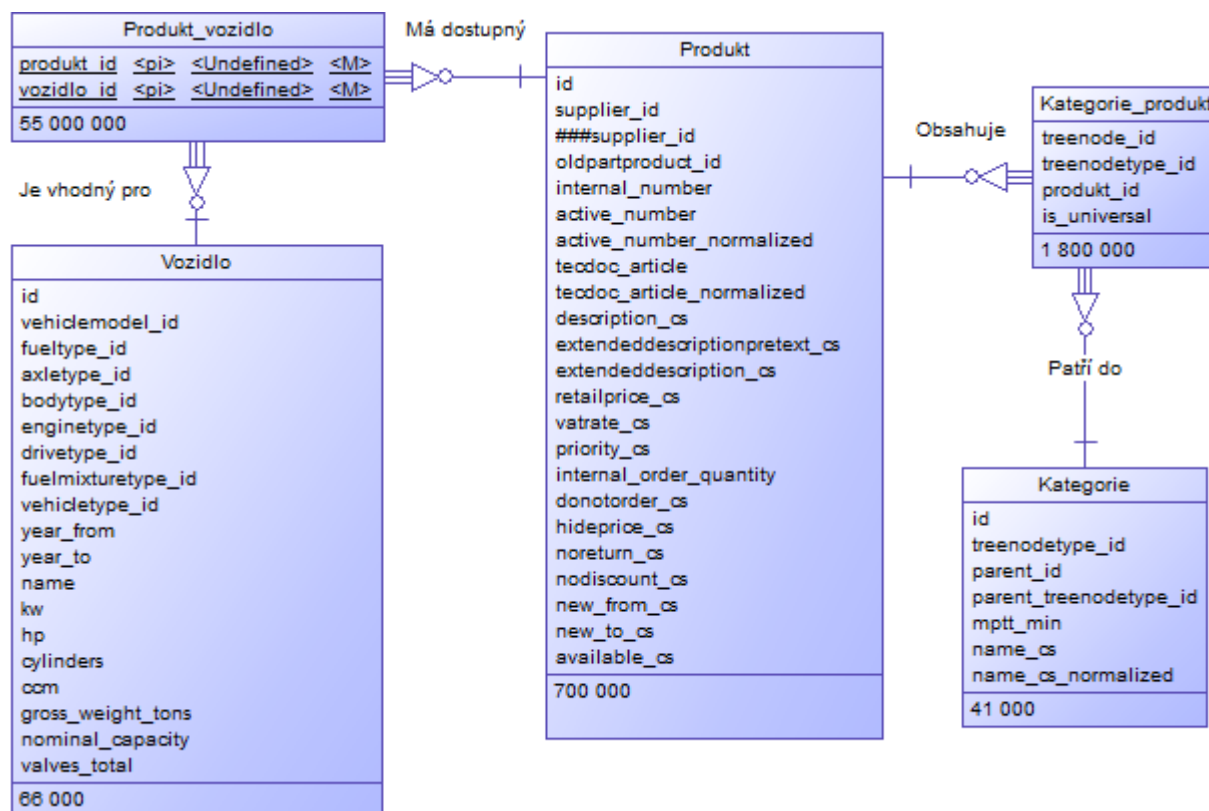 Produkt_vozidlo
produkt_id <pi> <Undefined> <M>
vozidlo_id <pi> <Undefined> <M>
55 000 000
Má dostupný
Je vhodný pro
Vozidlo
id
vehiclemodel_id
fueltype_id
axletype_id
bodytype_id
enginetype_id
drivetype_id
fuelmixturetype_id
vehicletype_id
year_from
year_to
name
kw
hp
cylinders
ccm
gross_weight_tons
nominal_capacity
valves_total
66 000
Produkt
id
supplier_id
###supplier_id
oldpartproduct_id
internal_number
active_number
active_number_normalized
tecdoc_article
tecdoc_article_normalized
description_cs
extendeddescriptionpretext_cs
extendeddescription_cs
retailprice_cs
vatrate_cs
priority_cs
internal_order_quantity
donotorder_cs
hideprice_cs
noreturn_cs
nodiscount_cs
new_from_cs
new_to_cs
available_cs
700 000
Obsahuje
Kategorie_produkt
treenode_id
treenodetype_id
produkt_id
is_universal
1 800 000
Patří do
Kategorie
id
treenodetype_id
parent_id
parent_treenodetype_id
mptt_min
name_cs
name_cs_normalized
41 000